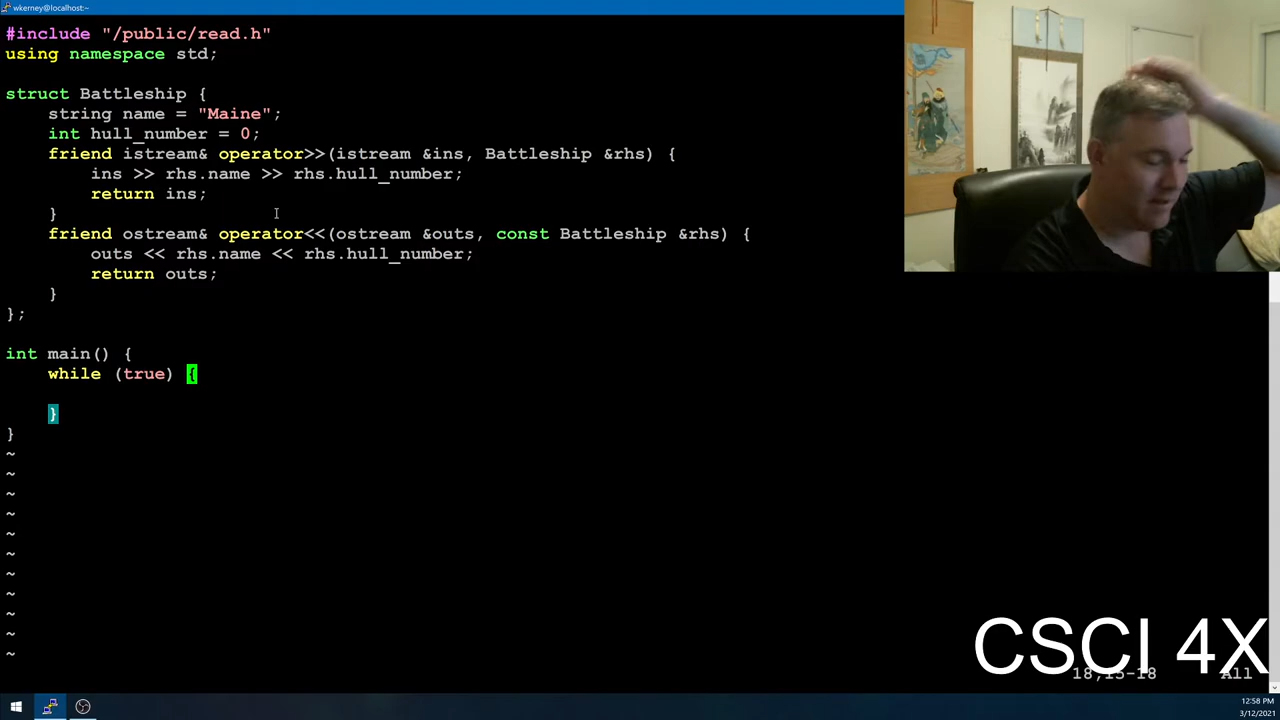 wkerney@localhost:~
#include "/public/read.h"
using namespace std;
struct Battleship {
string name = "Maine";
int hull_number = 0;
friend istream& operator>>(istream &ins, Battleship &rhs) {
ins >> rhs.name >> rhs.hull_number;
return ins;
}
friend ostream& operator<<(ostream &outs, const Battleship &rhs) {
outs << rhs.name << rhs.hull_number;
return outs;
}
};
int main() {
while (true) {
}
}
~
~
~
~
~
~
~
~
~
~
~
CSCI 4X
All
12:58 PM
3/12/2021